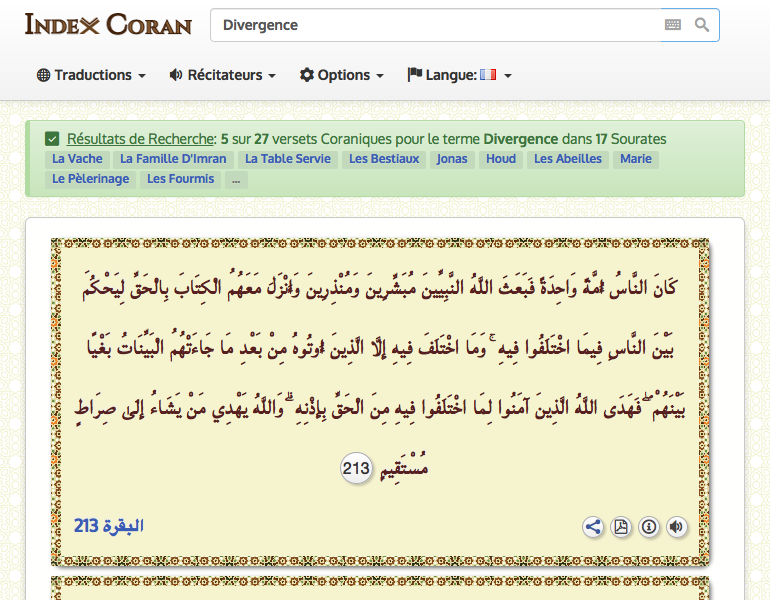 INDEX CORAN
Divergence
Traductions Récitateurs Options Langue:
Résultats de Recherche: 5 sur 27 versets Coraniques pour le terme Divergence dans 17 Sourates
La Vache La Famille D'Imran La Table Servie Les Bestiaux Jonas Houd Les Abeilles Marie
Le Pèlerinage Les Fourmis ...
كَانَ النَّاسُ أُمَّةً وَاحِدَةً فَبَعَثَ اللَّهُ النَّبِيِّينَ مُبَشِّرِينَ وَمُنْذِرِينَ وَأَنْزَلَ مَعَهُمُ الْكِتَابَ بِالْحَقِّ لِيَحْكُمَ
بَيْنَ النَّاسِ فِيمَا اخْتَلَفُوا فِيهِ ۚ وَمَا اخْتَلَفَ فِيهِ إِلَّا الَّذِينَ أُوتُوهُ مِنْ بَعْدِ مَا جَاءَتْهُمُ الْبَيِّنَاتُ بَغْيًا
بَيْنَهُمْ ۖ فَهَدَى اللَّهُ الَّذِينَ آمَنُوا لِمَا اخْتَلَفُوا فِيهِ مِنَ الْحَقِّ بِإِذْنِهِ ۗ وَاللَّهُ يَهْدِي مَنْ يَشَاءُ إِلَىٰ صِرَاطٍ
مُسْتَقِيمٍ 213
البقرة 213